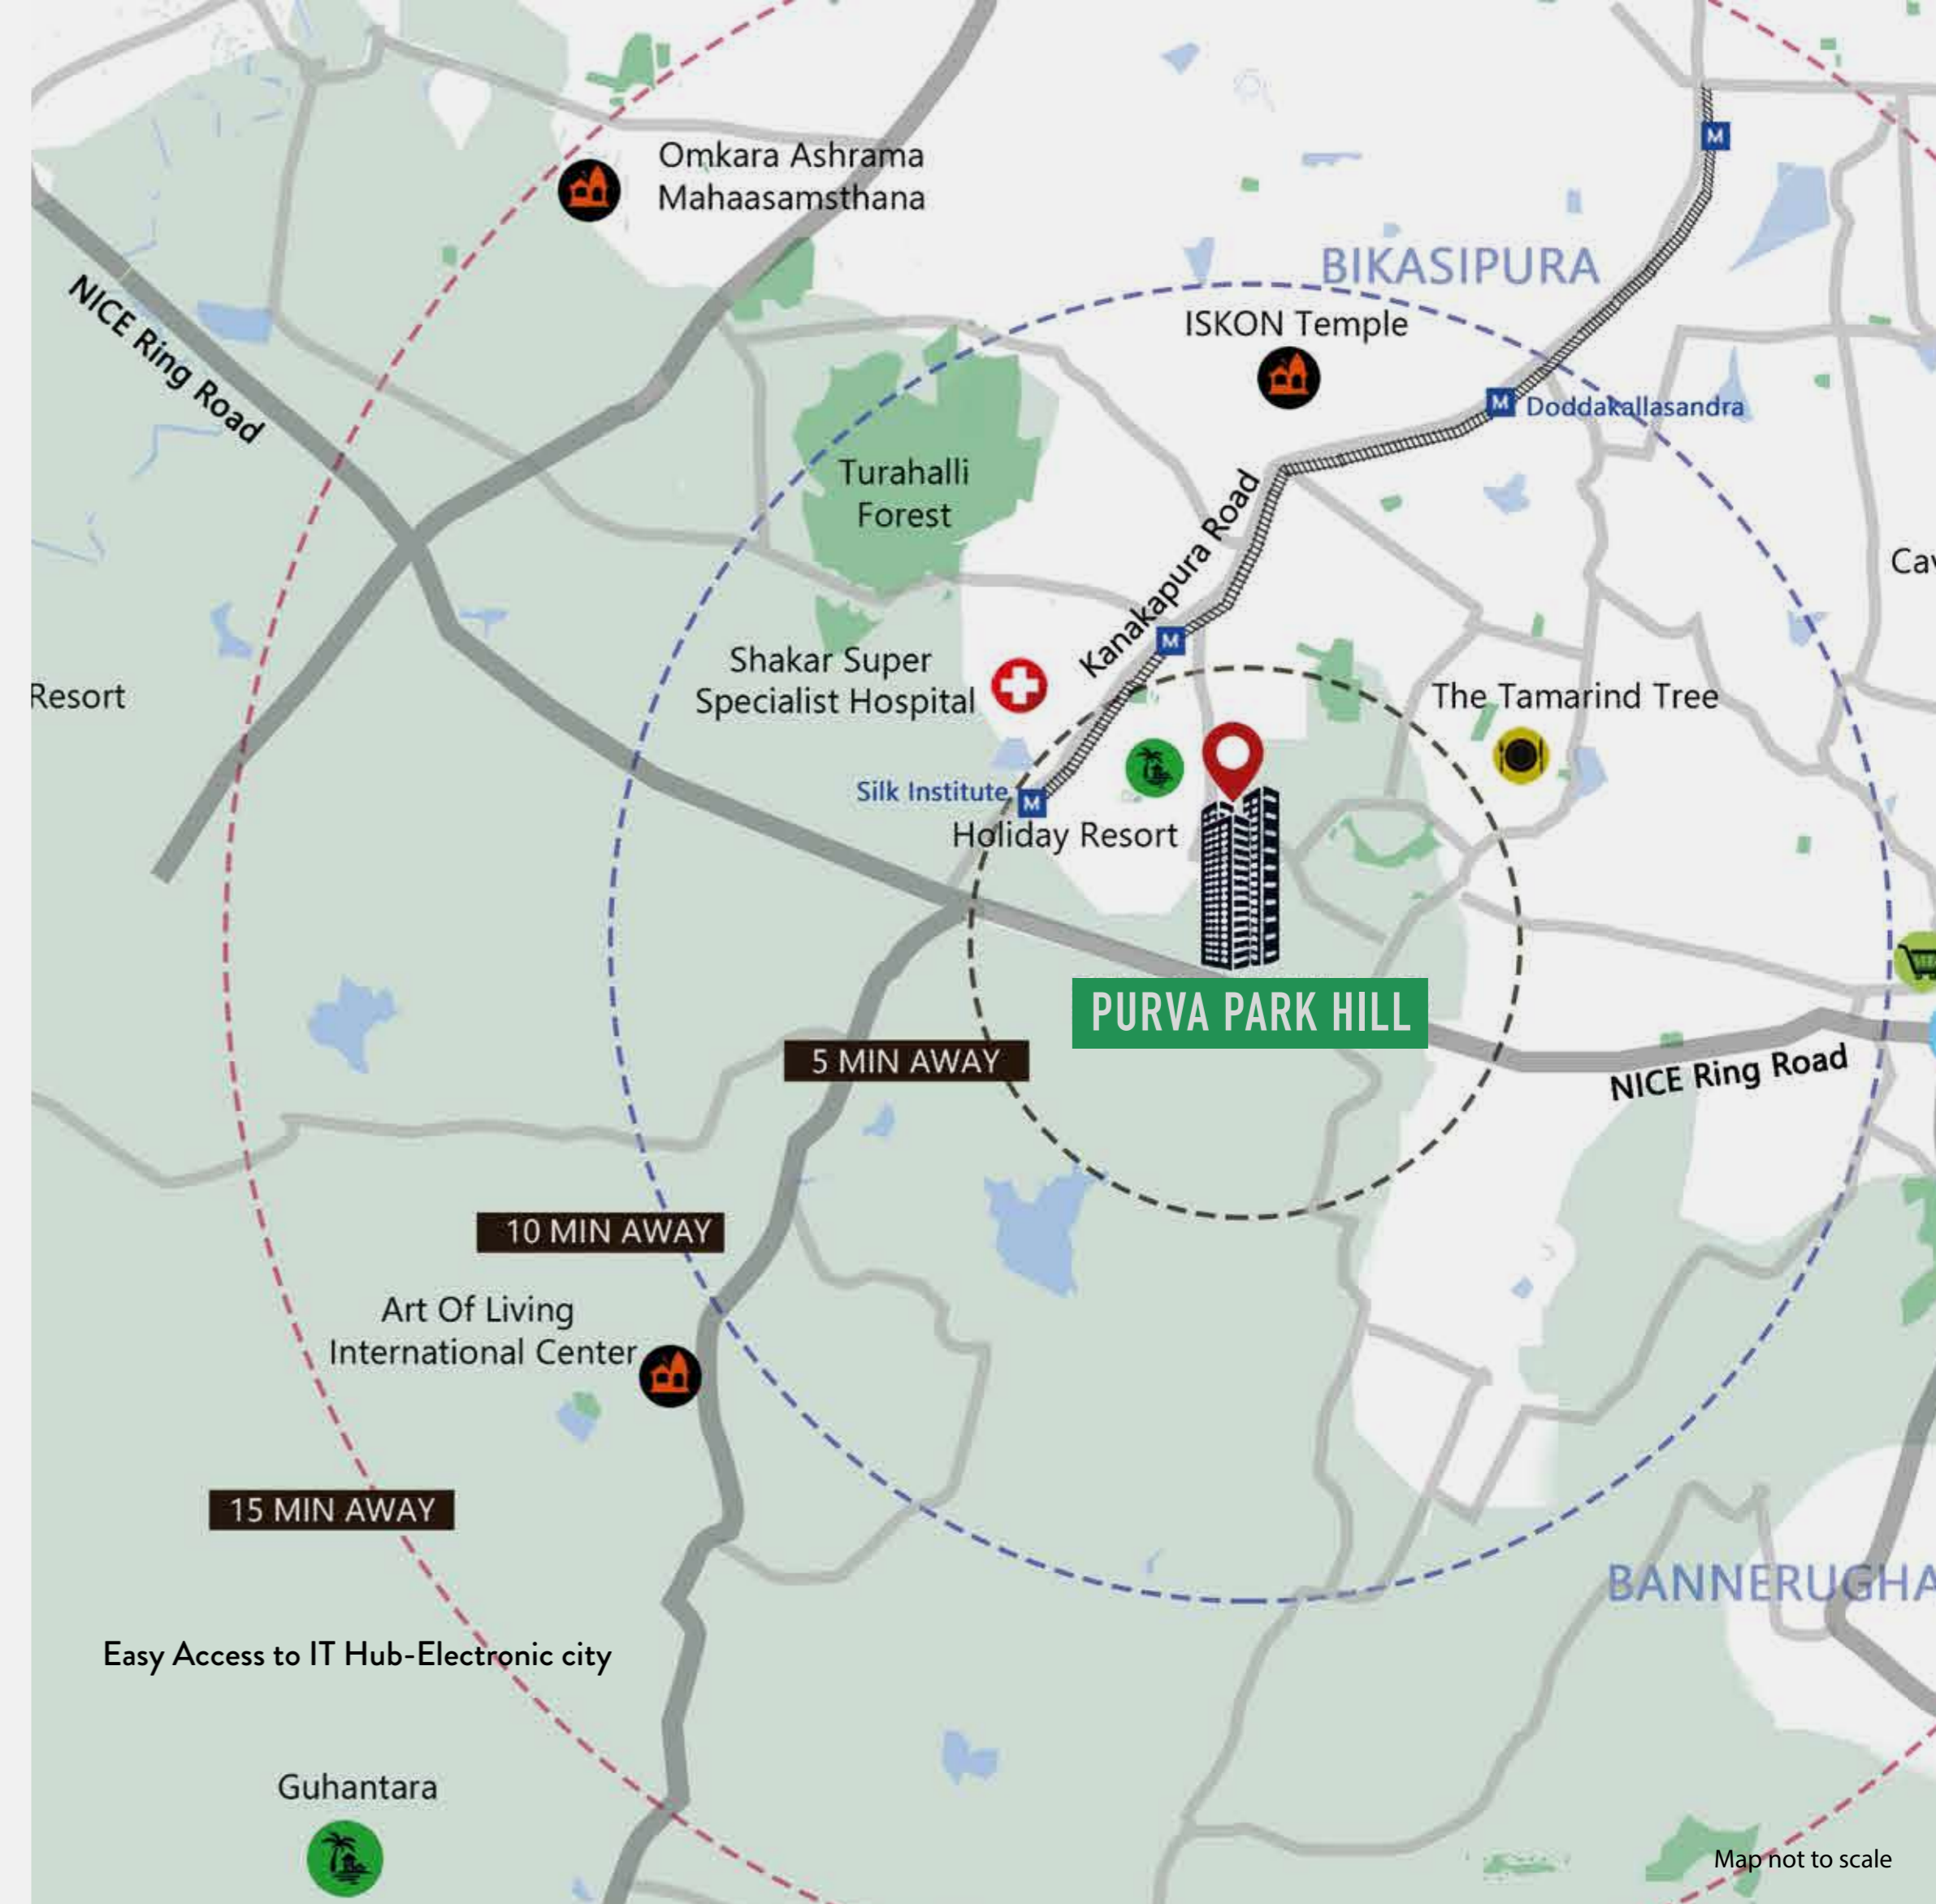 Omkara Ashrama
Mahaasamsthana
M
BIKASIPURA
NICE Ring Road
ISKON Temple
M Doddakallasandra
Turahalli
Forest
Kanakapura Road
M
Shakar Super
Specialist Hospital
Resort
The Tamarind Tree
Silk Institute M
Holiday Resort
PURVA PARK HILL
5 MIN AWAY
NICE Ring Road
10 MIN AWAY
Art Of Living
International Center
15 MIN AWAY
BANNERUGHA
Easy Access to IT Hub-Electronic city
Guhantara
Map not to scale